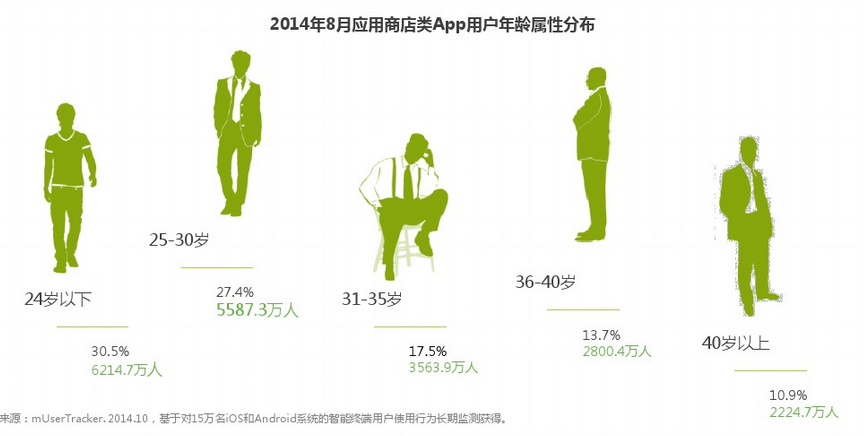 2014年8月应用商店类App用户年龄属性分布
24岁以下
30.5%
6214.7万人
25-30岁
27.4%
5587.3万人
31-35岁
17.5%
3563.9万人
36-40岁
13.7%
2800.4万人
40岁以上
10.9%
2224.7万人
来源：mUserTracker. 2014.10，基于对15万名iOS和Android系统的智能终端用户使用行为长期监测获得。